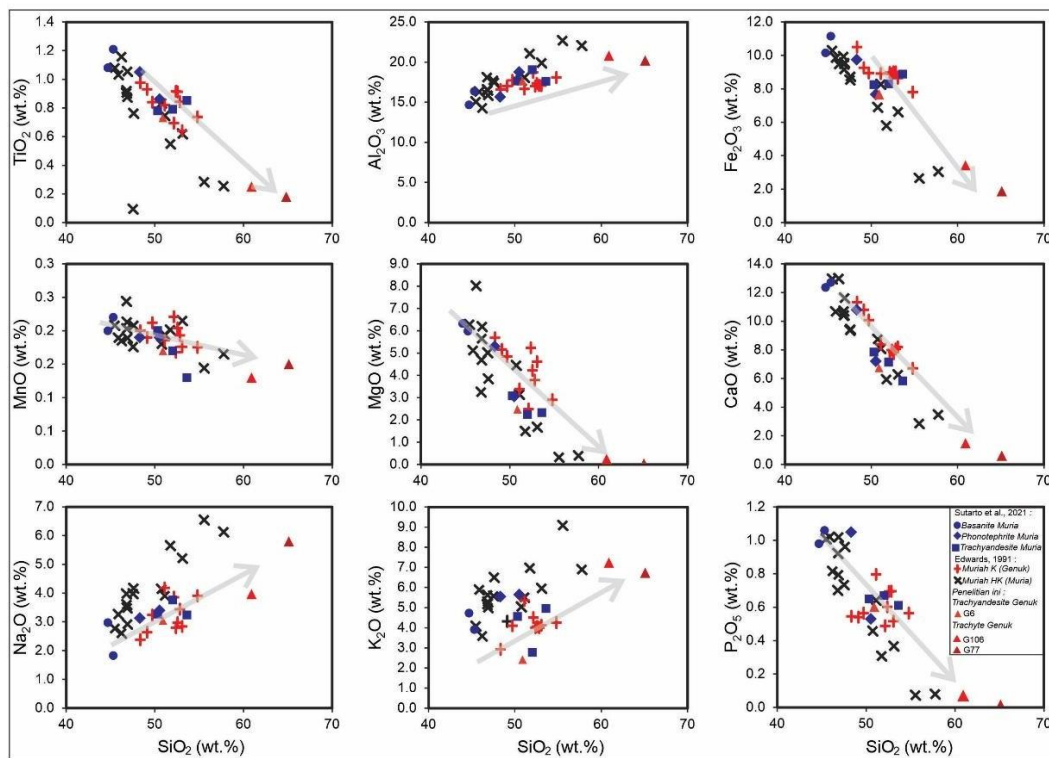 TiO2 (wt.%)
1.4
1.2
1.0
0.8
0.6
0.4
0.2
0.0
40 50 60 70
Al2O3 (wt.%)
25.0
20.0
15.0
10.0
5.0
0.0
40 50 60 70
Fe2O3 (wt.%)
12.0
10.0
8.0
6.0
4.0
2.0
0.0
40 50 60 70
MnO (wt.%)
0.3
0.3
0.2
0.2
0.1
0.1
0.0
40 50 60 70
MgO (wt.%)
9.0
8.0
7.0
6.0
5.0
4.0
3.0
2.0
1.0
0.0
40 50 60 70
CaO (wt.%)
14.0
12.0
10.0
8.0
6.0
4.0
2.0
0.0
40 50 60 70
Na2O (wt.%)
7.0
6.0
5.0
4.0
3.0
2.0
1.0
0.0
40 50 60 70
SiO2 (wt.%)
K2O (wt.%)
10.0
9.0
8.0
7.0
6.0
5.0
4.0
3.0
2.0
1.0
0.0
40 50 60 70
SiO2 (wt.%)
P2O5 (wt.%)
1.2
1.0
0.8
0.6
0.4
0.2
0.0
40 50 60 70
SiO2 (wt.%)
Sutarto et al., 2021 :
Basanite Muria
Phonotephrite Muria
Trachyandesite Muria
Edwards, 1991 :
Muriah K (Genuk)
Muriah HK (Muria)
Penelitian ini :
Trachyandesite Genuk
G6
Trachyte Genuk
G106
G77